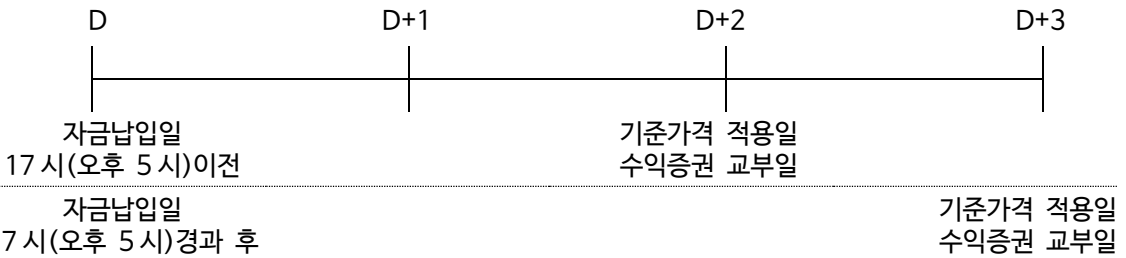 D D+1 D+2 D+3
자금납입일 기준가격 적용일
17시(오후 5시)이전 수익증권 교부일
자금납입일 기준가격 적용일
7시(오후 5시)경과 후 수익증권 교부일